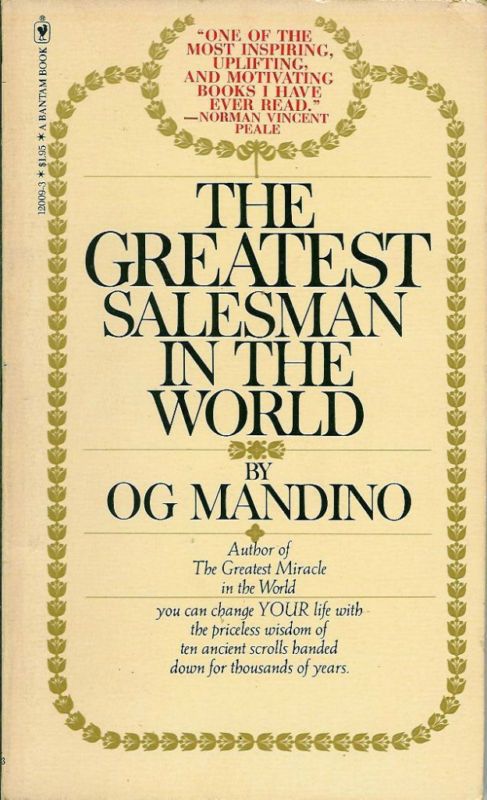 "ONE OF THE
MOST INSPIRING,
UPLIFTING,
AND MOTIVATING
BOOKS I HAVE
EVER READ."
—NORMAN VINCENT
PEALE
12009-3 * $1.95 * A BANTAM BOOK
THE
GREATEST
SALESMAN
IN THE
WORLD
BY
OG MANDINO
Author of
The Greatest Miracle
in the World
you can change YOUR life with
the priceless wisdom of
ten ancient scrolls handed
down for thousands of years.
3